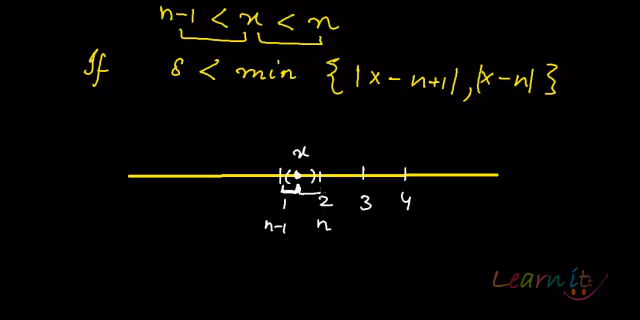 n-1 < x < n
If δ < min { |x-n+1|, |x-n| }
x
1 2 3 4
n-1 n
Learnit